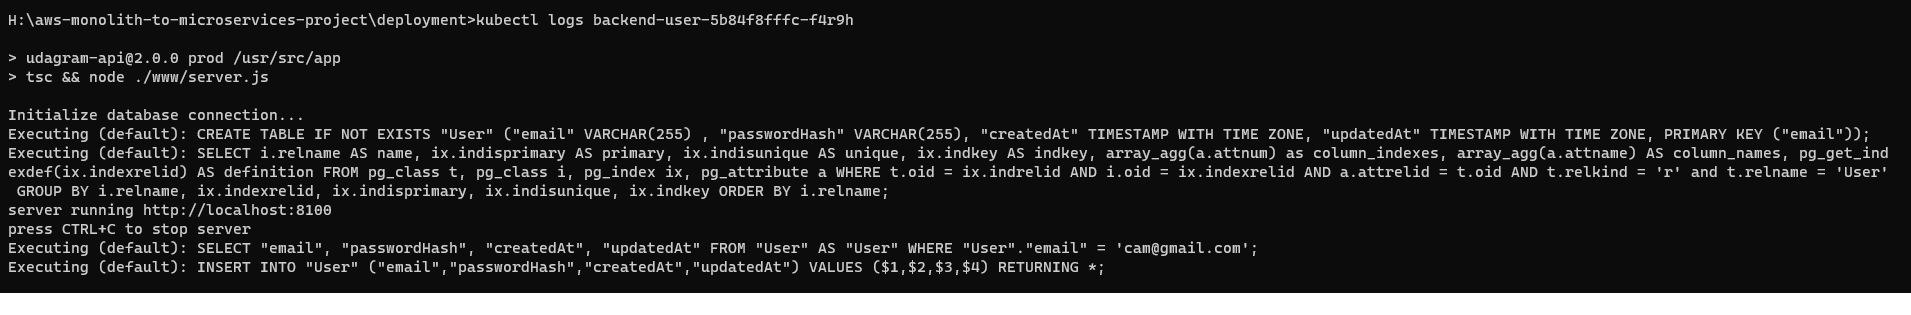 H:\aws-monolith-to-microservices-project\deployment>kubectl logs backend-user-5b84f8fffc-f4r9h
> udagram-api@2.0.0 prod /usr/src/app
> tsc && node ./www/server.js
Initialize database connection...
Executing (default): CREATE TABLE IF NOT EXISTS "User" ("email" VARCHAR(255) , "passwordHash" VARCHAR(255), "createdAt" TIMESTAMP WITH TIME ZONE, "updatedAt" TIMESTAMP WITH TIME ZONE, PRIMARY KEY ("email"));
Executing (default): SELECT i.relname AS name, ix.indisprimary AS primary, ix.indisunique AS unique, ix.indkey AS indkey, array_agg(a.attnum) as column_indexes, array_agg(a.attname) AS column_names, pg_get_ind
exdef(ix.indexrelid) AS definition FROM pg_class t, pg_class i, pg_index ix, pg_attribute a WHERE t.oid = ix.indrelid AND i.oid = ix.indexrelid AND a.attrelid = t.oid AND t.relkind = 'r' and t.relname = 'User'
 GROUP BY i.relname, ix.indexrelid, ix.indisprimary, ix.indisunique, ix.indkey ORDER BY i.relname;
server running http://localhost:8100
press CTRL+C to stop server
Executing (default): SELECT "email", "passwordHash", "createdAt", "updatedAt" FROM "User" AS "User" WHERE "User"."email" = 'cam@gmail.com';
Executing (default): INSERT INTO "User" ("email","passwordHash","createdAt","updatedAt") VALUES ($1,$2,$3,$4) RETURNING *;